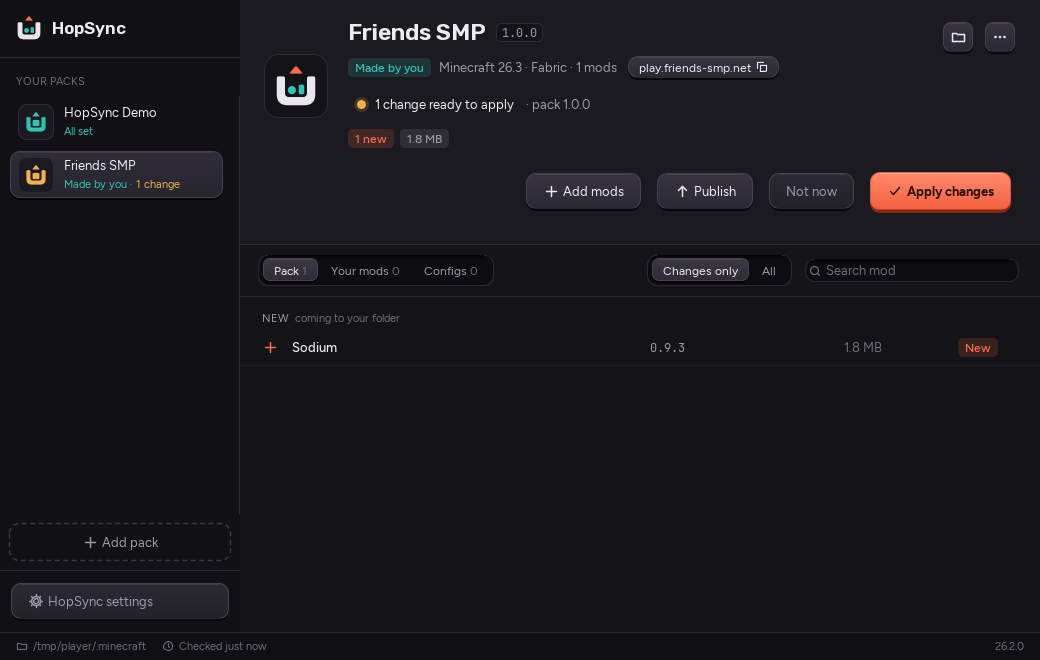 HopSync
YOUR PACKS
HopSync Demo
All set
Friends SMP
Made by you · 1 change
Add pack
HopSync settings
Friends SMP 1.0.0
Made by you Minecraft 26.3 · Fabric · 1 mods play.friends-smp.net
1 change ready to apply · pack 1.0.0
1 new 1.8 MB
Add mods Publish Not now Apply changes
Pack 1 Your mods 0 Configs 0 Changes only All Search mod
NEW coming to your folder
Sodium 0.9.3 1.8 MB New
/tmp/player/.minecraft Checked just now 26.2.0